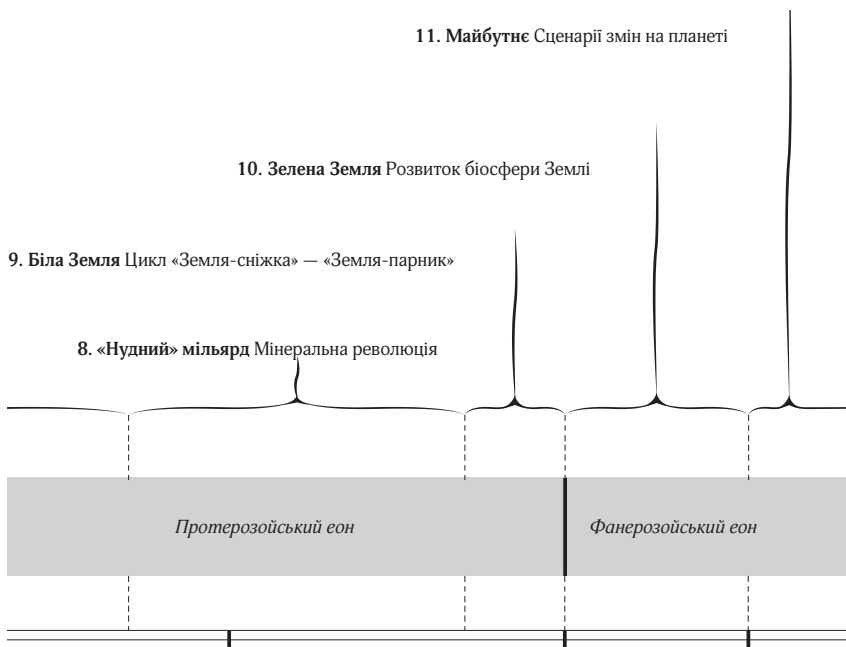 11. Майбутнє Сценарії змін на планеті
10. Зелена Земля Розвиток біосфери Землі
9. Біла Земля Цикл «Земля-сніжка» — «Земля-парник»
8. «Нудний» мільярд Мінеральна революція
Протерозойський еон
Фанерозойський еон